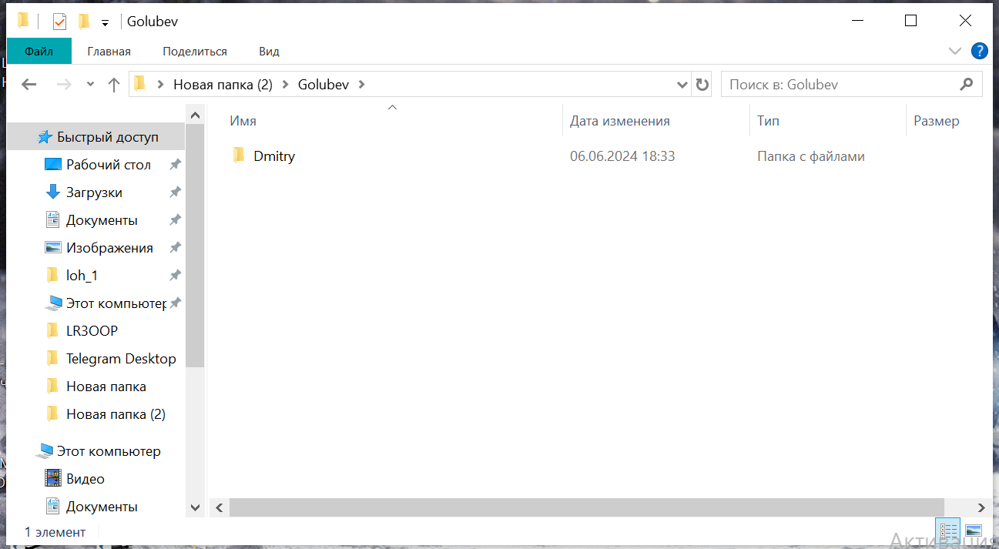 Golubev
Файл Главная Поделиться Вид
Новая папка (2) Golubev Поиск в: Golubev
Имя Дата изменения Тип Размер
Быстрый доступ
Dmitry 06.06.2024 18:33 Папка с файлами
Рабочий стол
Загрузки
Документы
Изображения
loh_1
Этот компьютер
LR3OOP
Telegram Desktop
Новая папка
Новая папка (2)
Этот компьютер
Видео
Документы
1 элемент
Активация